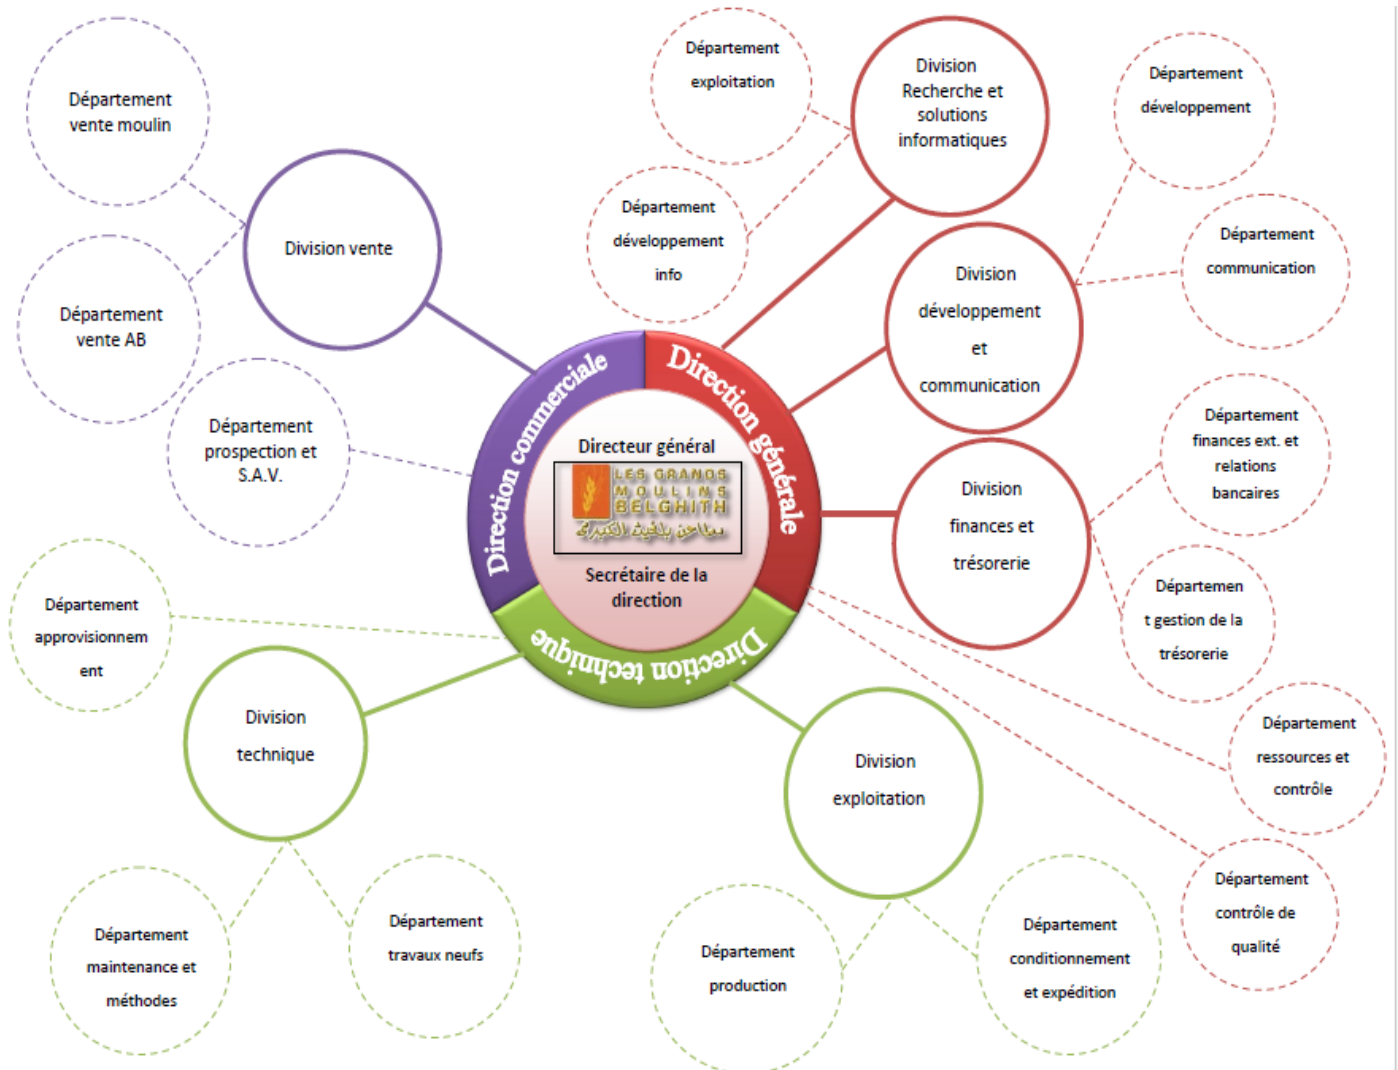 Département
vente moulin
Département
vente AB
Division vente
Département
prospection et
S.A.V.
Département
exploitation
Département
développement
info
Division
Recherche et
solutions
informatiques
Département
développement
Division
développement
et
communication
Département
communication
Division
finances et
trésorerie
Département
finances ext. et
relations
bancaires
Départemen
t gestion de la
trésorerie
Département
ressources et
contrôle
Département
contrôle de
qualité
Direction commerciale
Direction générale
Directeur général
LES GRANDS
MOULINS
BELGHITH
مطاحن بلغيث الكبرى
Secrétaire de la
direction
Direction technique
Département
approvisionnem
ent
Division
technique
Département
maintenance et
méthodes
Département
travaux neufs
Division
exploitation
Département
production
Département
conditionnement
et expédition